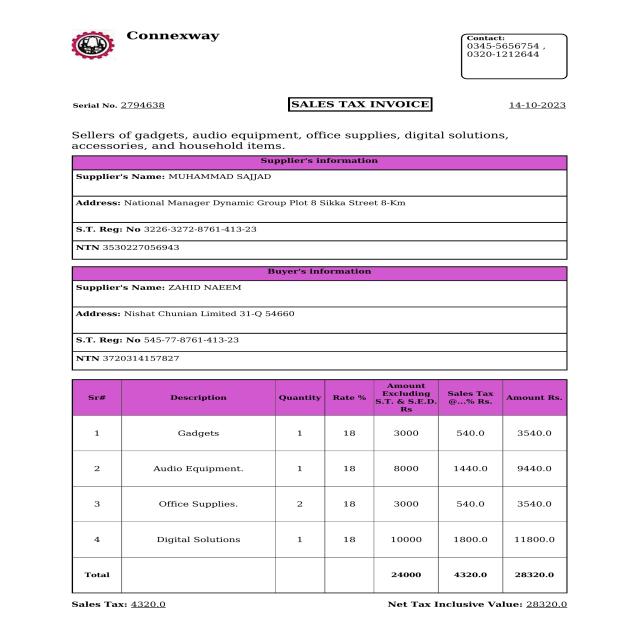 Connexway
Contact:
0345-5656754 ,
0320-1212644
Serial No. 2794638 SALES TAX INVOICE 14-10-2023
Sellers of gadgets, audio equipment, office supplies, digital solutions,
accessories, and household items.
Supplier's information
Supplier's Name: MUHAMMAD SAJJAD
Address: National Manager Dynamic Group Plot 8 Sikka Street 8-Km
S.T. Reg: No 3226-3272-8761-413-23
NTN 3530227056943
Buyer's information
Supplier's Name: ZAHID NAEEM
Address: Nishat Chunian Limited 31-Q 54660
S.T. Reg: No 545-77-8761-413-23
NTN 3720314157827
Sr# Description Quantity Rate % Amount Excluding S.T. & S.E.D. Rs Sales Tax @...% Rs. Amount Rs.
1 Gadgets 1 18 3000 540.0 3540.0
2 Audio Equipment. 1 18 8000 1440.0 9440.0
3 Office Supplies. 2 18 3000 540.0 3540.0
4 Digital Solutions 1 18 10000 1800.0 11800.0
Total 24000 4320.0 28320.0
Sales Tax: 4320.0 Net Tax Inclusive Value: 28320.0